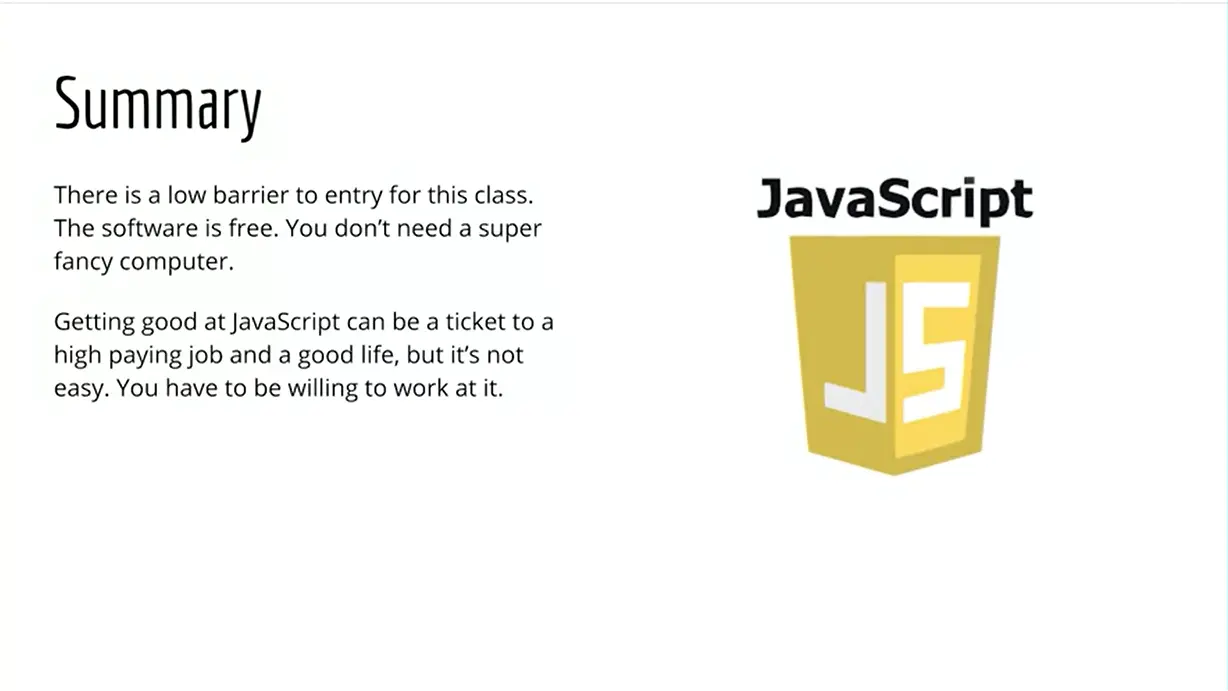 Summary
There is a low barrier to entry for this class.
The software is free. You don’t need a super
fancy computer.
Getting good at JavaScript can be a ticket to a
high paying job and a good life, but it’s not
easy. You have to be willing to work at it.
JavaScript
JS